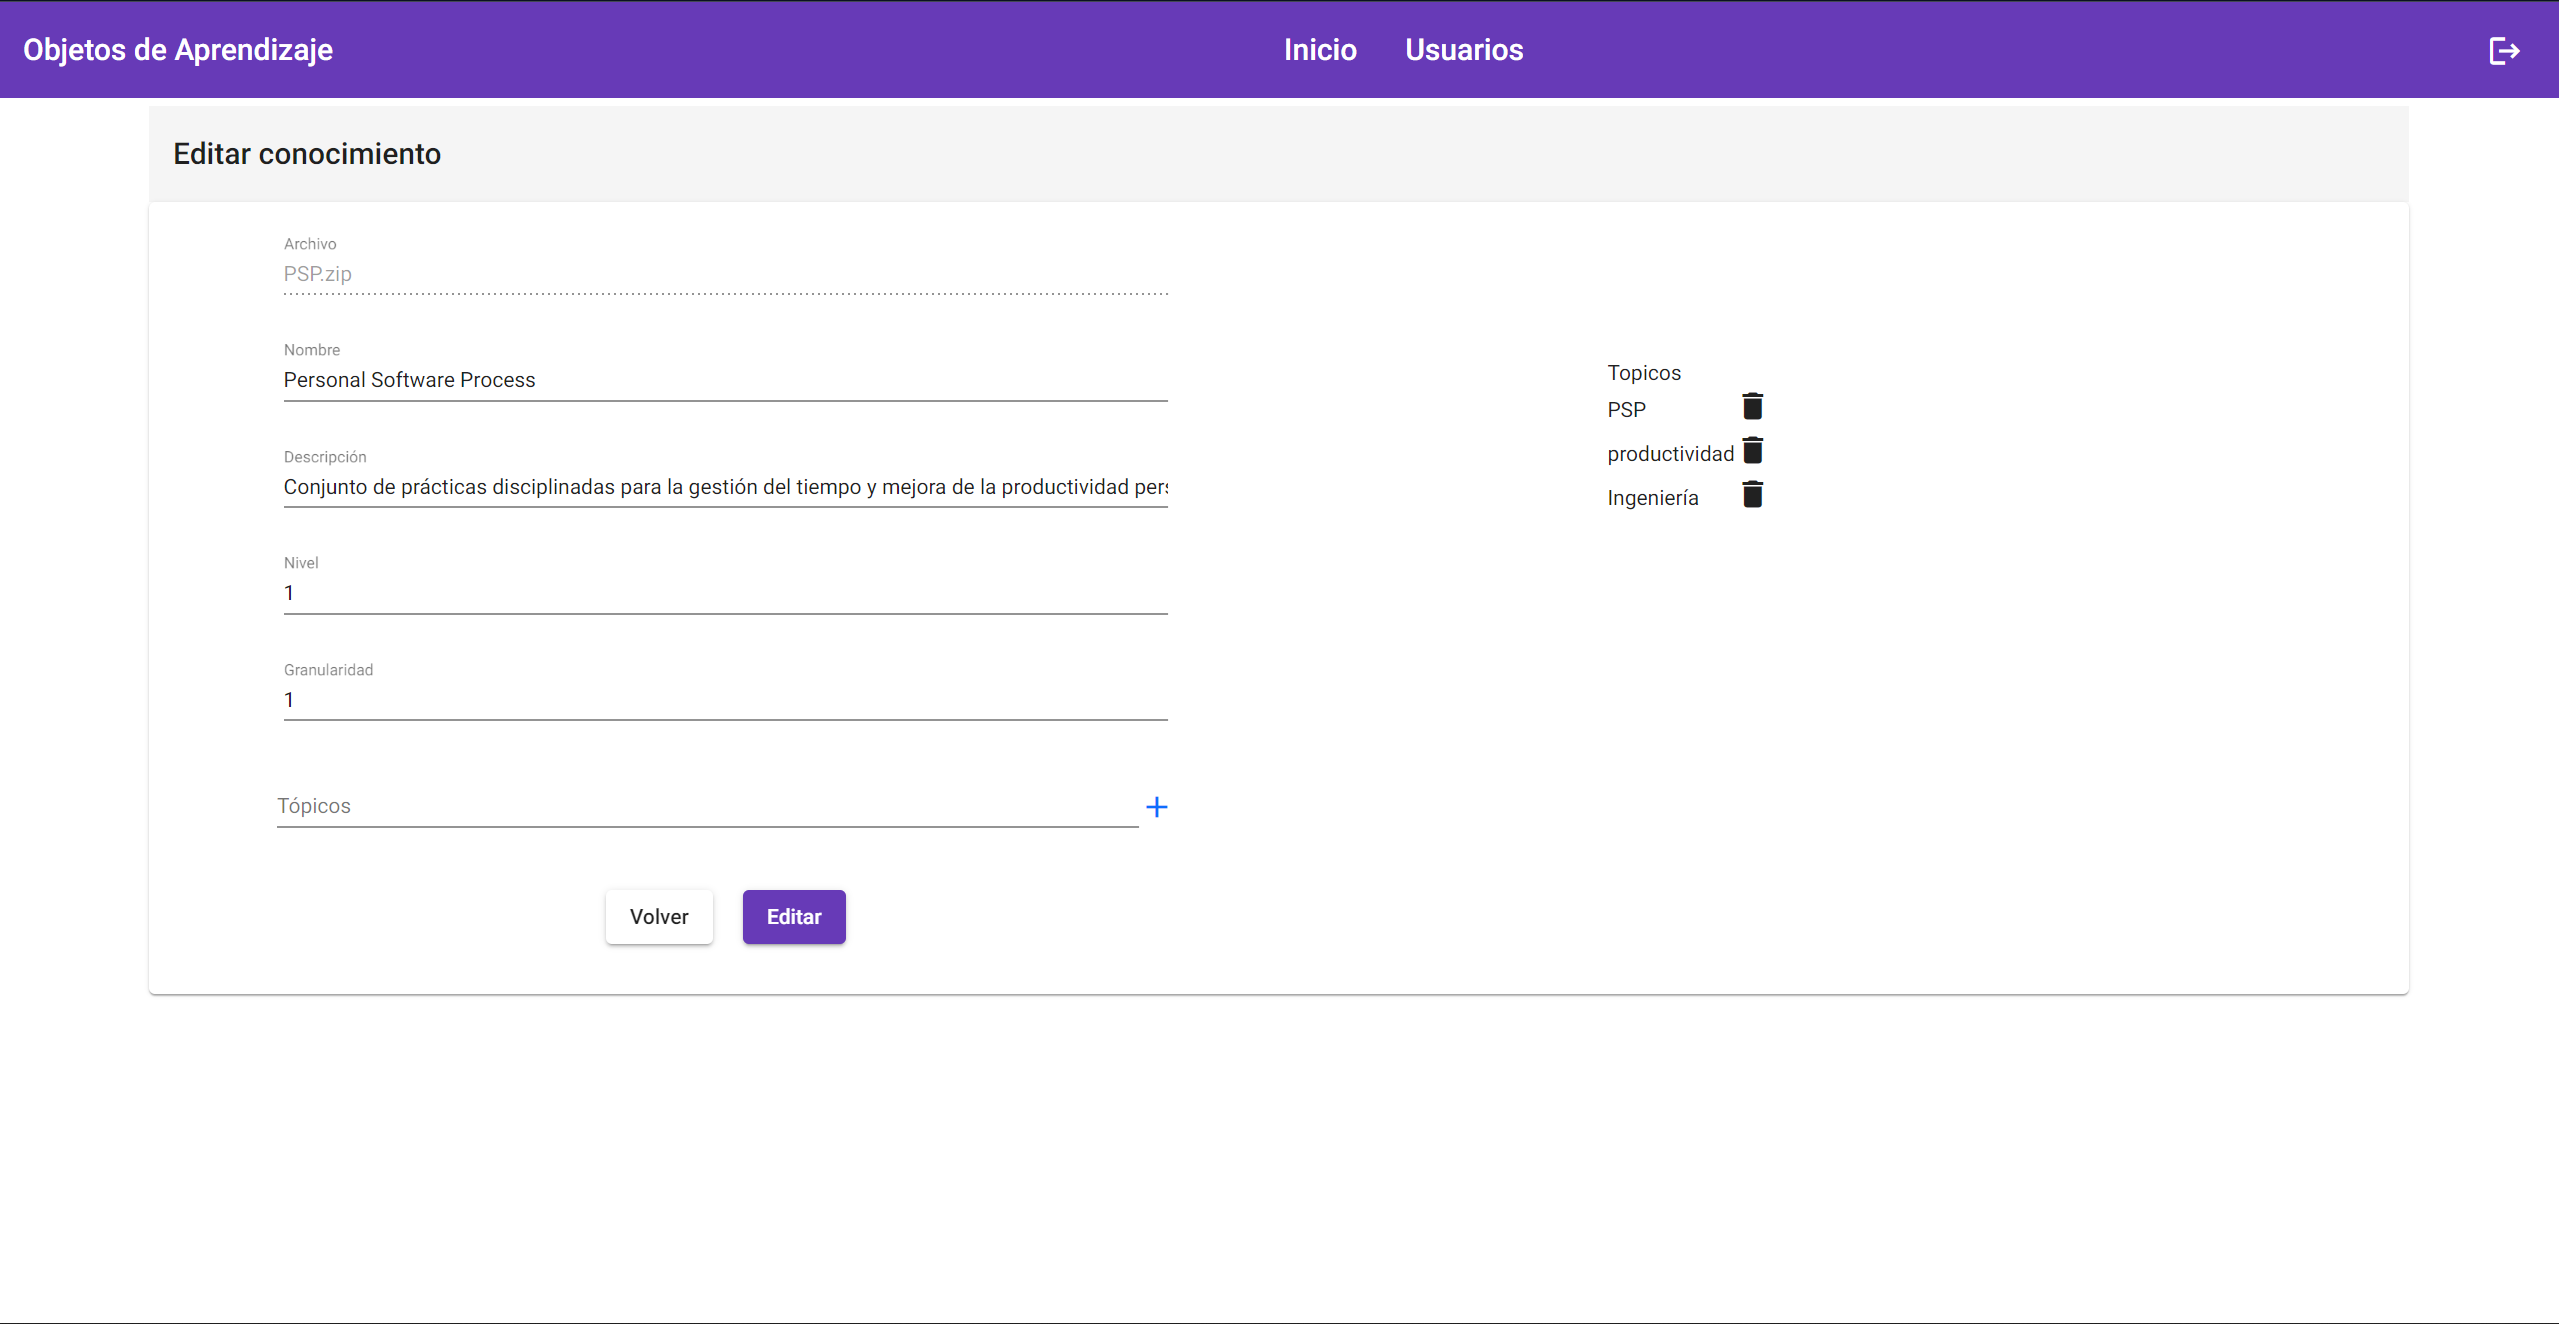 Objetos de Aprendizaje
Inicio Usuarios
Editar conocimiento
Archivo
PSP.zip
Nombre
Personal Software Process
Descripción
Conjunto de prácticas disciplinadas para la gestión del tiempo y mejora de la productividad pers
Nivel
1
Granularidad
1
Tópicos
Volver Editar
Topicos
PSP
productividad
Ingeniería